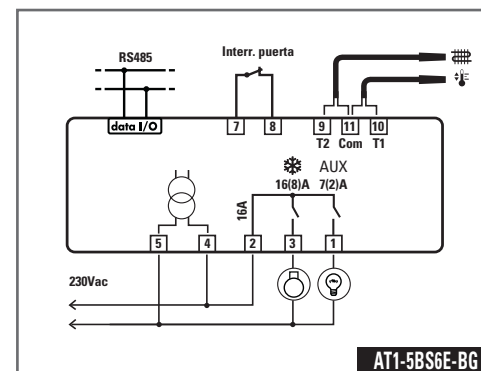 RS485
Interr. puerta
data I/O
7 8
9 11 10
T2 Com T1
AUX
16(8)A 7(2)A
16A
5 4 2 3 1
230Vac
AT1-5BS6E-BG